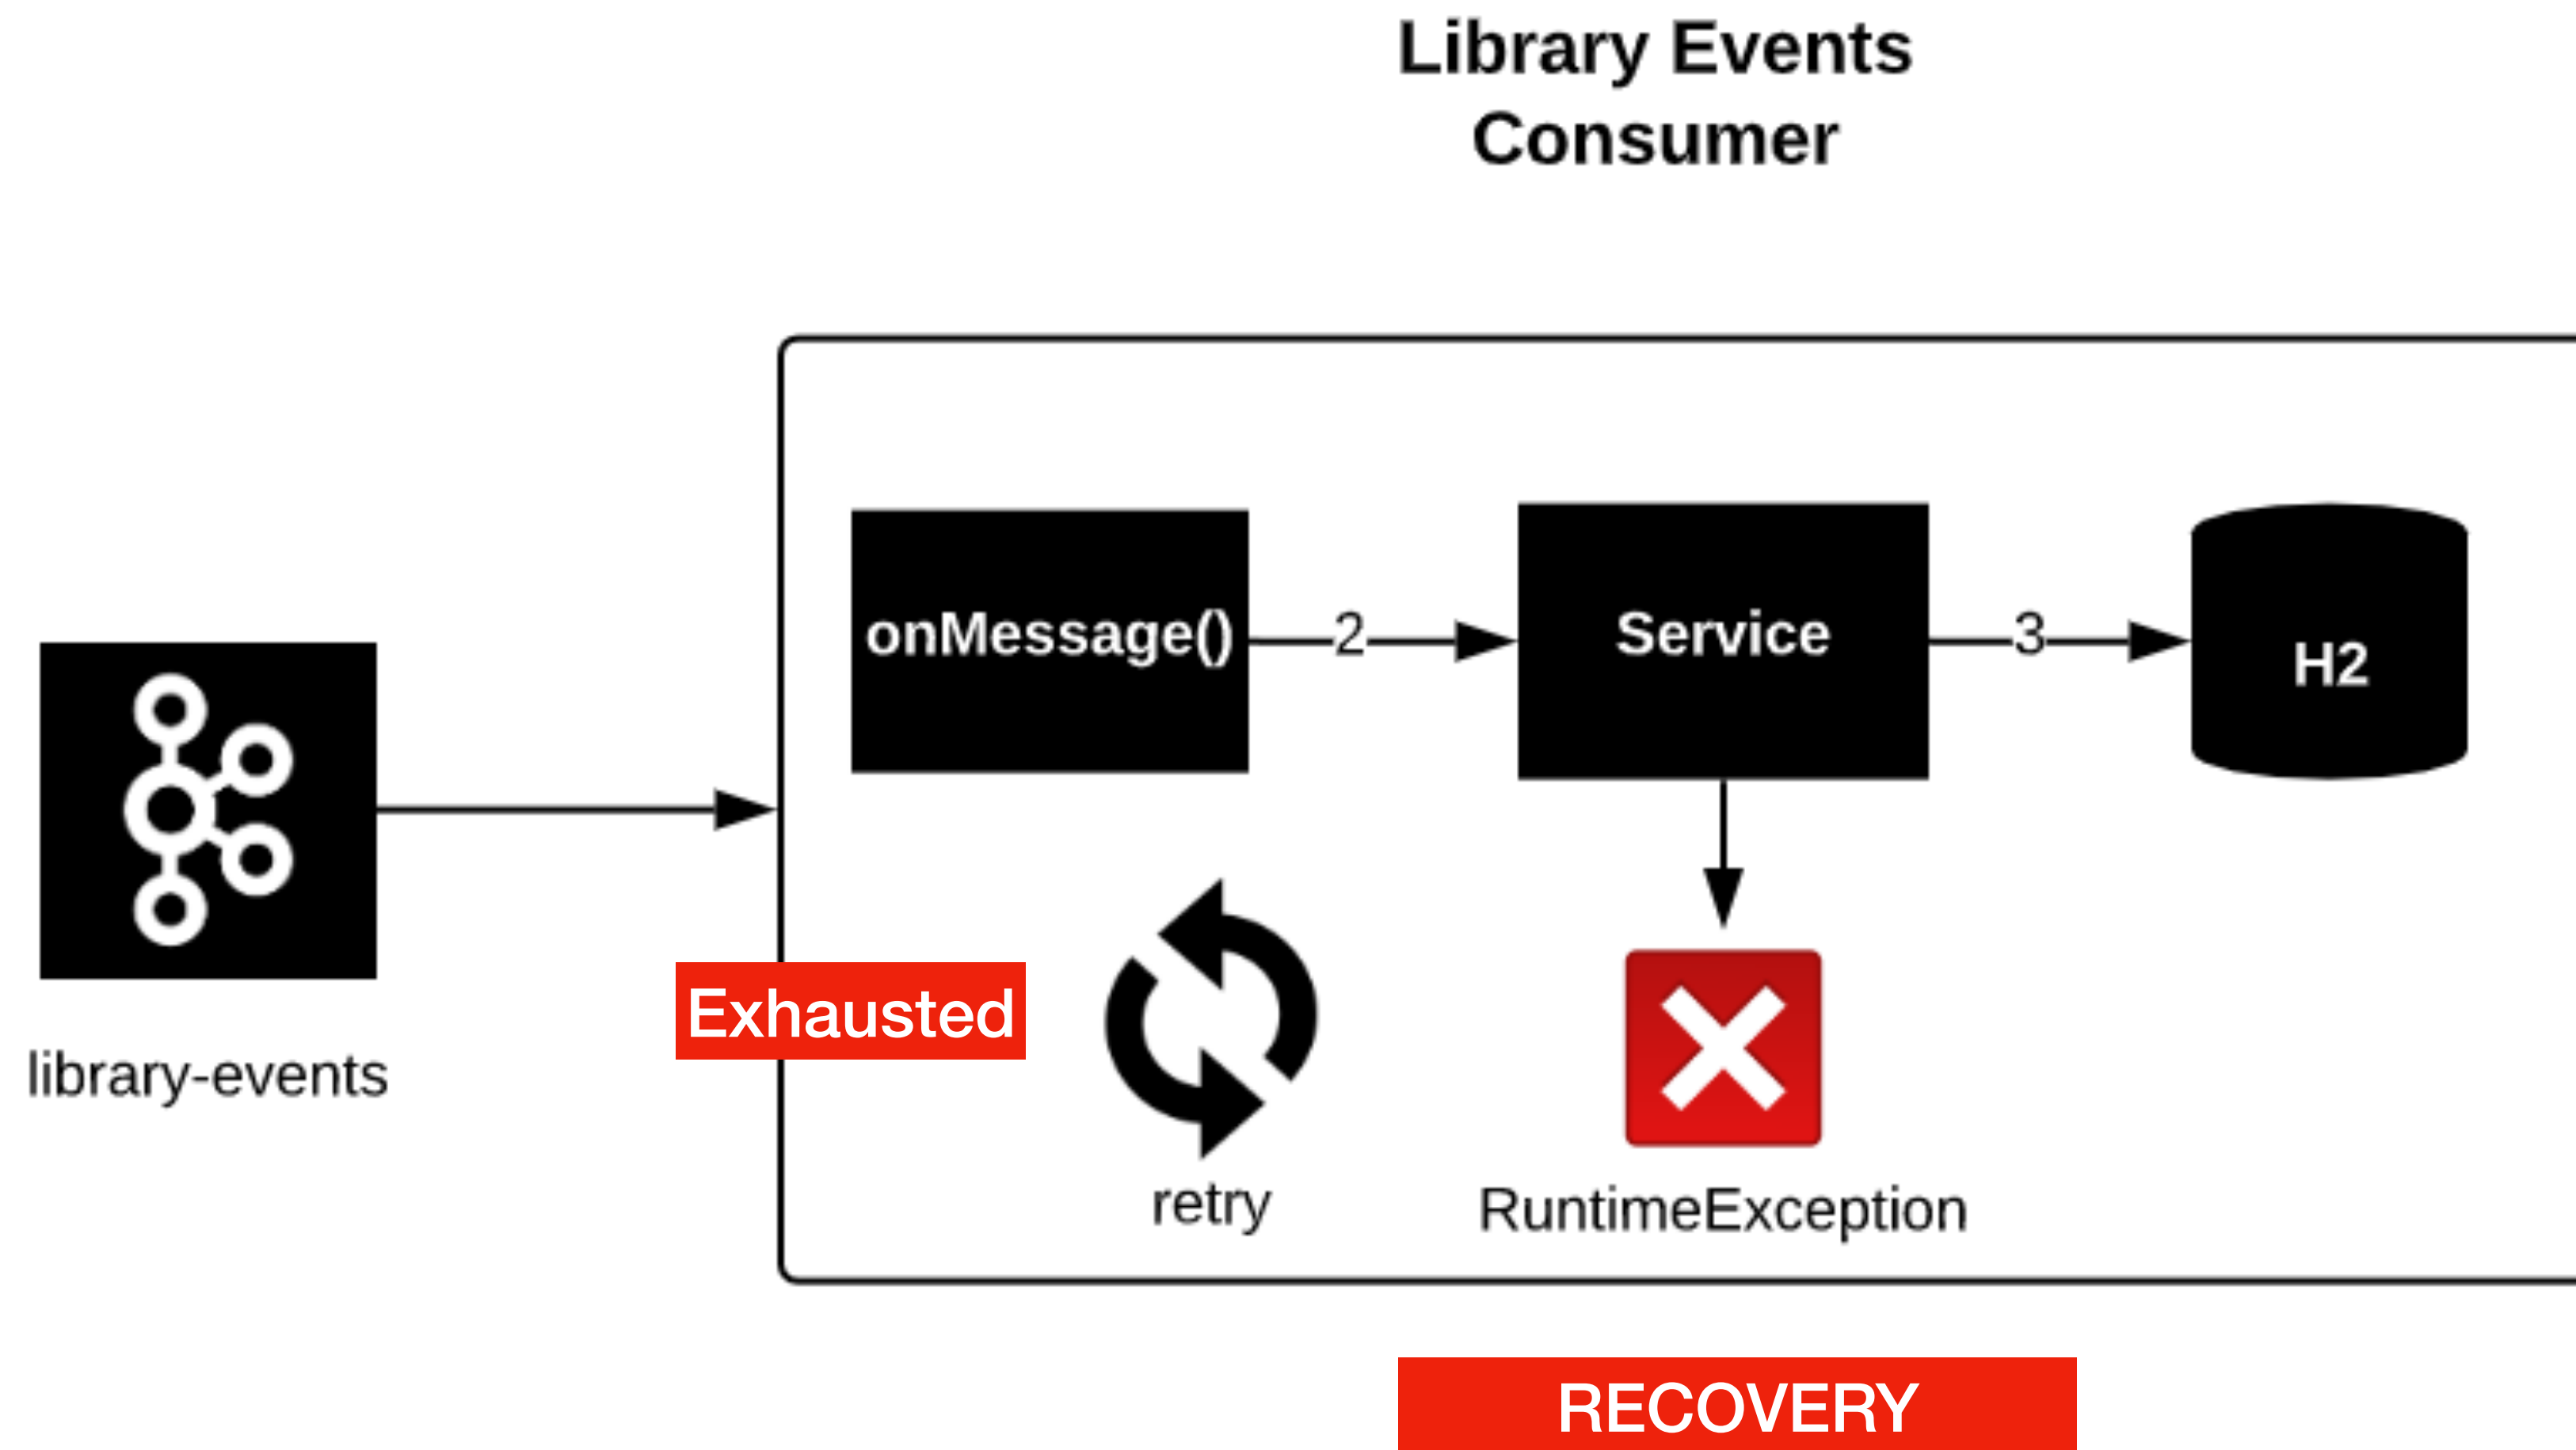 Library Events
Consumer
onMessage()
2
Service
3
H2
library-events
Exhausted
retry
RuntimeException
RECOVERY